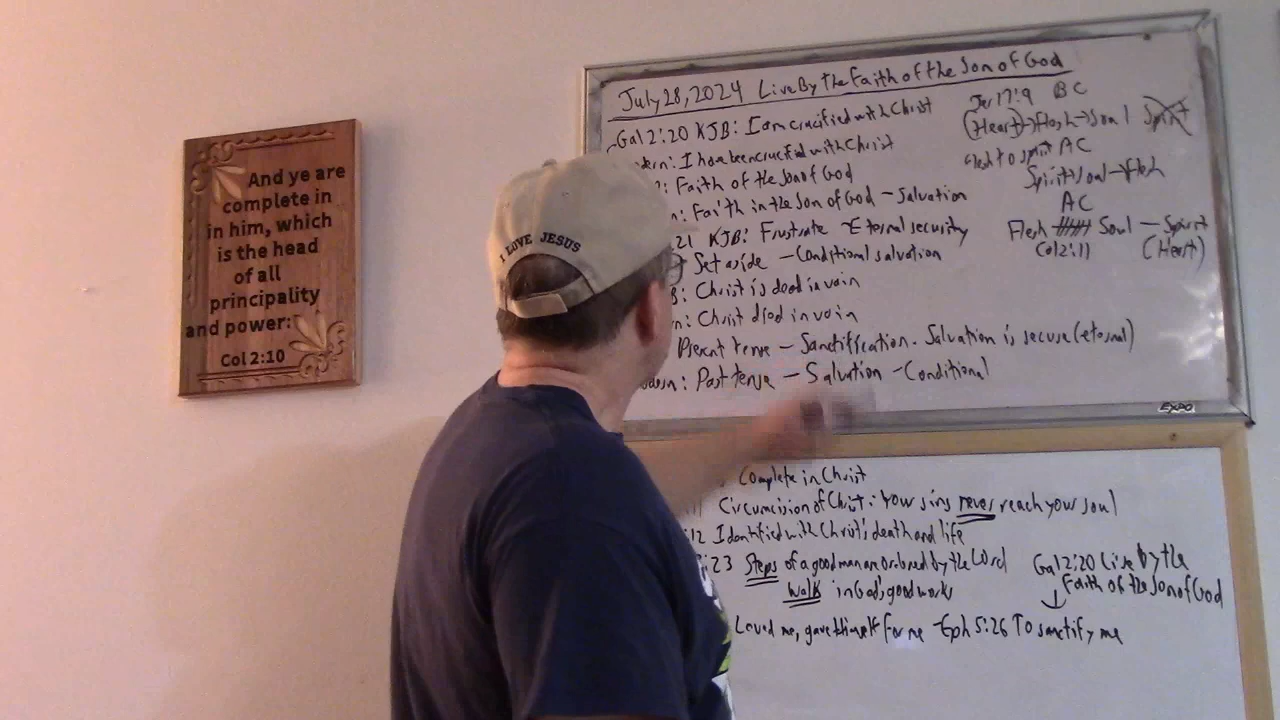 And ye are
complete in
in him, which
is the head
of all
principality
and power:
Col 2:10
I LOVE JESUS
July 28, 2024 Live By the Faith of the Son of God
Gal 2:20 KJB: I am crucified with Christ
: I have been crucified with Christ
: Faith of the Son of God
: Faith in the Son of God - Salvation
21 KJB: Frustrate - Eternal security
Set aside - Conditional salvation
: Christ is dead in vain
: Christ died in vain
Present tense - Sanctification. Salvation is secure (eternal)
: Past tense - Salvation - Conditional
Jer 17:9 BC
(Heart) → Flesh → Soul Spirit
Flesh to spirit AC
Spirit → Soul → Flesh
AC
Flesh Soul - Spirit
Col 2:11 (Heart)
EXPO
Complete in Christ
Circumcision of Christ: Your sins never reach your soul
:12 Identified with Christ's death and life
:23 Steps of a good man are ordered by the Lord
Walk in God's good works
Loved me, gave himself for me - Eph 5:26 To sanctify me
Gal 2:20 Live by the
Faith of the Son of God